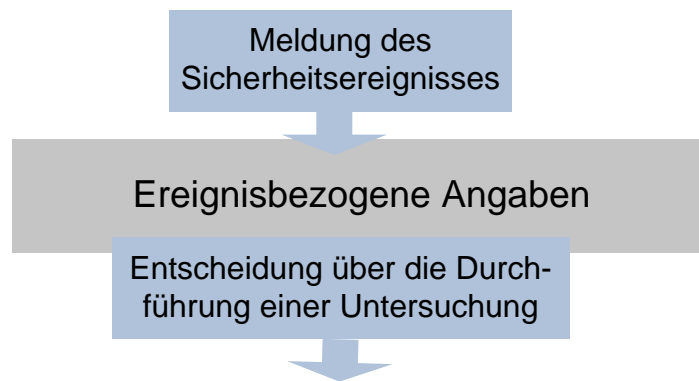 Meldung des
Sicherheitsereignisses
Ereignisbezogene Angaben
Entscheidung über die Durch-
führung einer Untersuchung